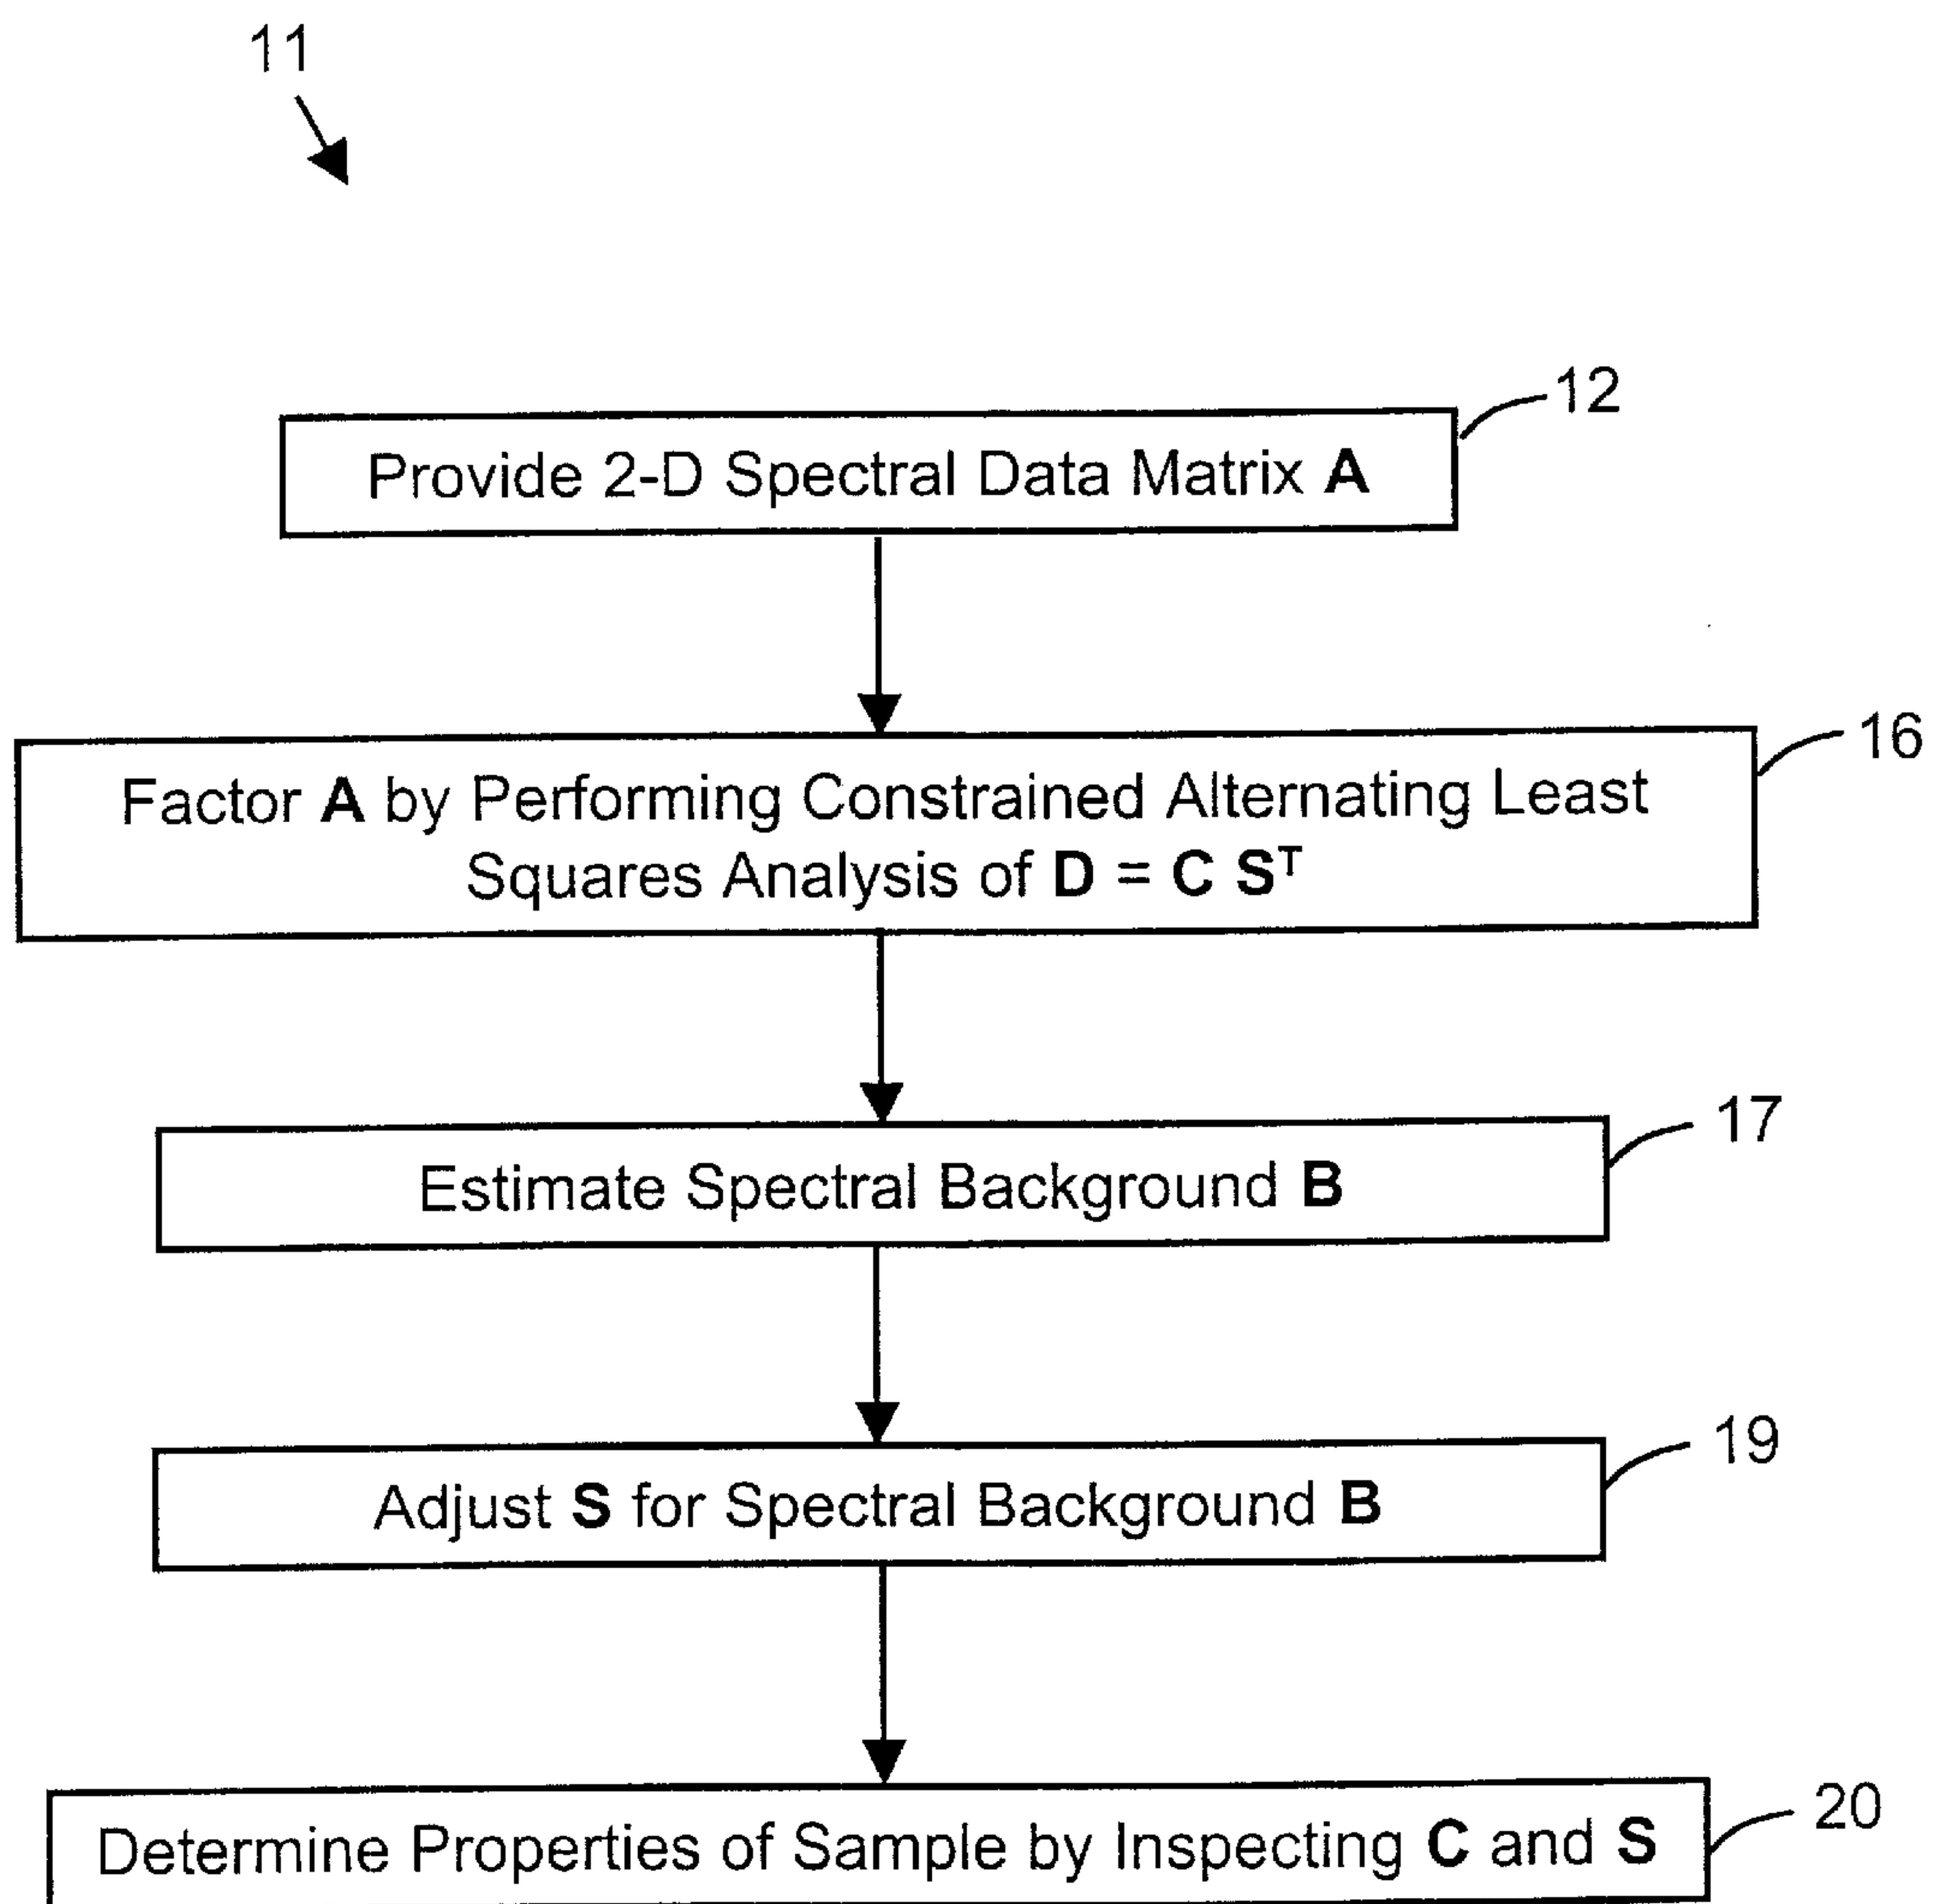 11
12
Provide 2-D Spectral Data Matrix A
16
Factor A by Performing Constrained Alternating Least
Squares Analysis of D = C Sᵀ
17
Estimate Spectral Background B
19
Adjust S for Spectral Background B
20
Determine Properties of Sample by Inspecting C and S